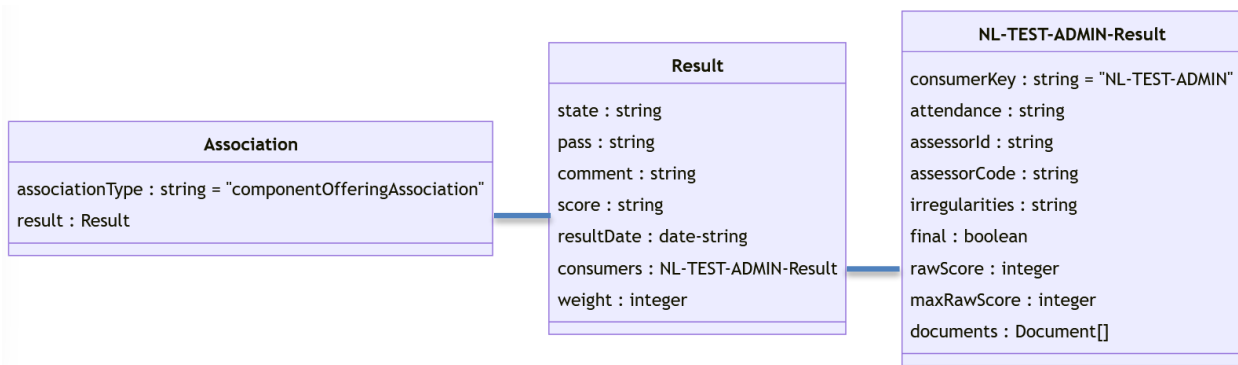 Association
associationType : string = "componentOfferingAssociation"
result : Result
Result
state : string
pass : string
comment : string
score : string
resultDate : date-string
consumers : NL-TEST-ADMIN-Result
weight : integer
NL-TEST-ADMIN-Result
consumerKey : string = "NL-TEST-ADMIN"
attendance : string
assessorId : string
assessorCode : string
irregularities : string
final : boolean
rawScore : integer
maxRawScore : integer
documents : Document[]